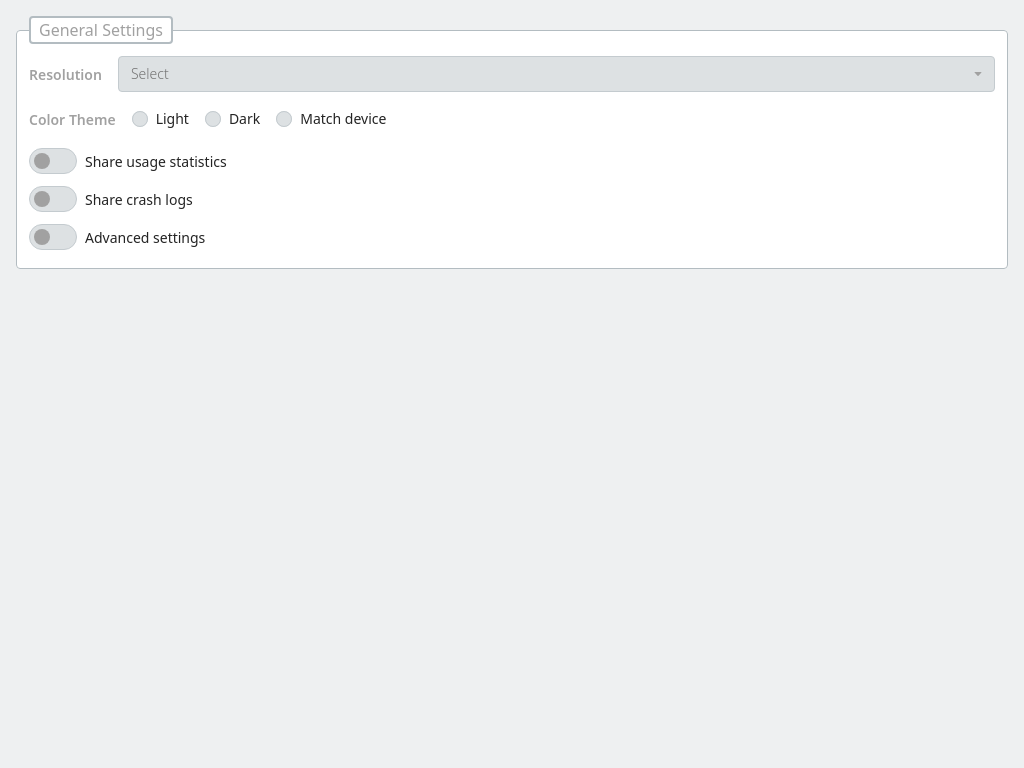 General Settings
Resolution Select
Color Theme Light Dark Match device
Share usage statistics
Share crash logs
Advanced settings